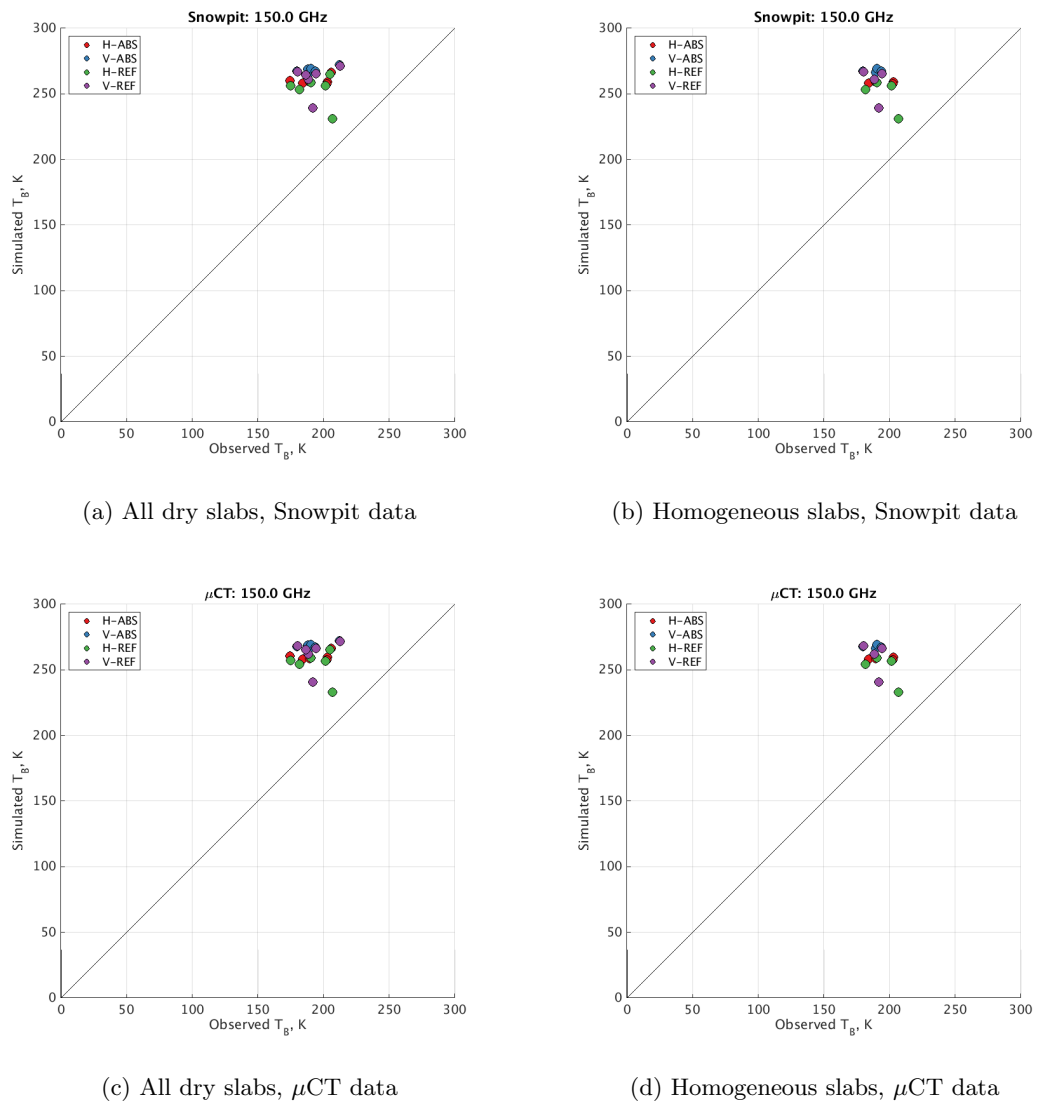 Snowpit: 150.0 GHz
H-ABS
V-ABS
H-REF
V-REF
300
250
200
150
100
50
0
Simulated T_B, K
0 50 100 150 200 250 300
Observed T_B, K
(a) All dry slabs, Snowpit data
Snowpit: 150.0 GHz
H-ABS
V-ABS
H-REF
V-REF
300
250
200
150
100
50
0
Simulated T_B, K
0 50 100 150 200 250 300
Observed T_B, K
(b) Homogeneous slabs, Snowpit data
μCT: 150.0 GHz
H-ABS
V-ABS
H-REF
V-REF
300
250
200
150
100
50
0
Simulated T_B, K
0 50 100 150 200 250 300
Observed T_B, K
(c) All dry slabs, μCT data
μCT: 150.0 GHz
H-ABS
V-ABS
H-REF
V-REF
300
250
200
150
100
50
0
Simulated T_B, K
0 50 100 150 200 250 300
Observed T_B, K
(d) Homogeneous slabs, μCT data